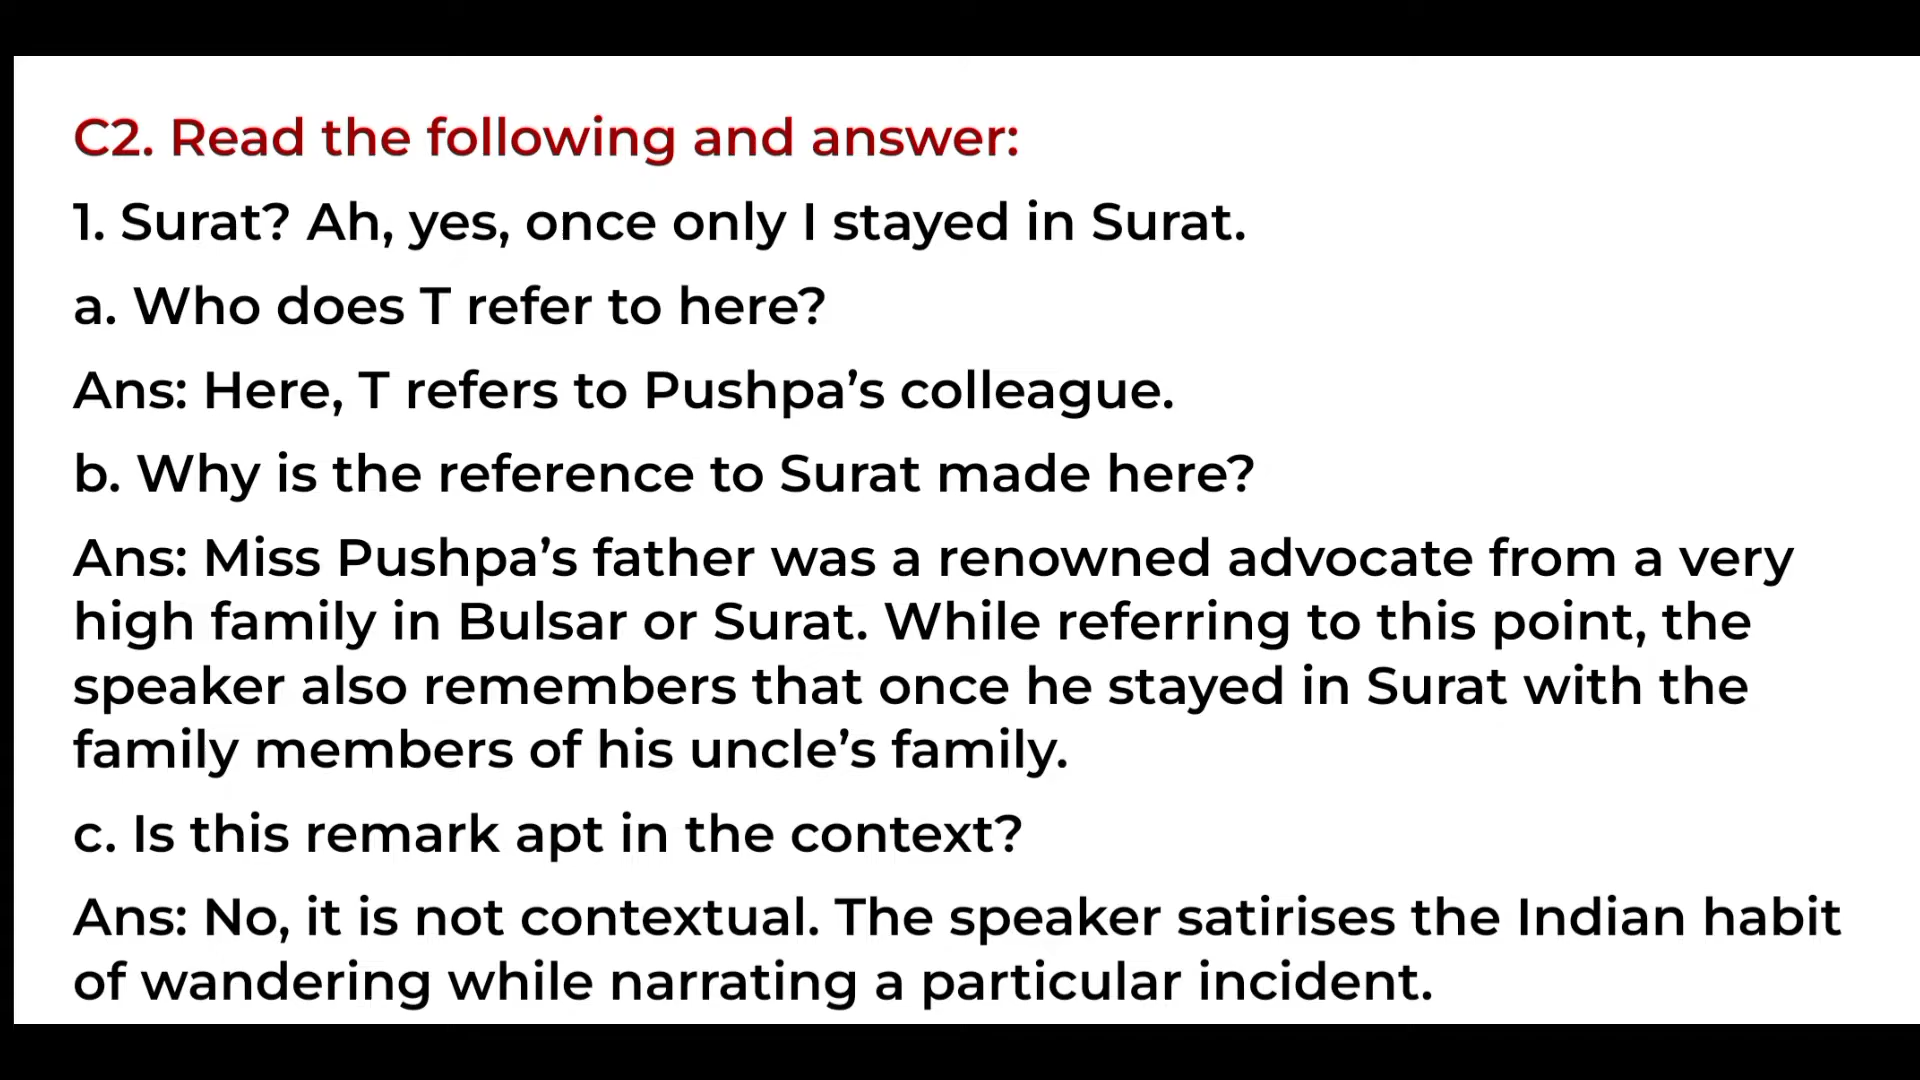 C2. Read the following and answer:
1. Surat? Ah, yes, once only I stayed in Surat.
a. Who does T refer to here?
Ans: Here, T refers to Pushpa’s colleague.
b. Why is the reference to Surat made here?
Ans: Miss Pushpa’s father was a renowned advocate from a very
high family in Bulsar or Surat. While referring to this point, the
speaker also remembers that once he stayed in Surat with the
family members of his uncle’s family.
c. Is this remark apt in the context?
Ans: No, it is not contextual. The speaker satirises the Indian habit
of wandering while narrating a particular incident.